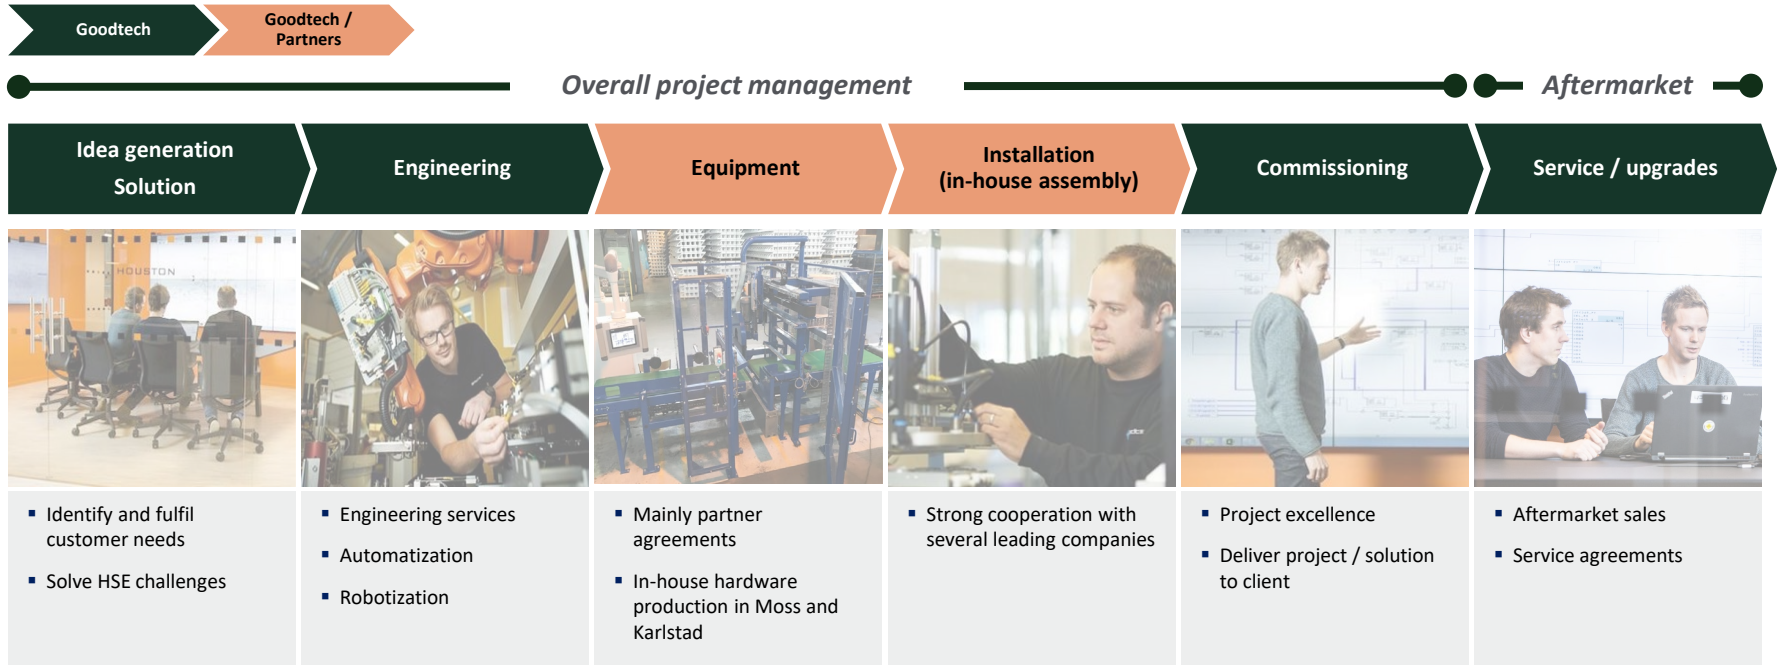 Goodtech
Goodtech /
Partners
Overall project management
Aftermarket
Idea generation
Solution
Engineering
Equipment
Installation
(in-house assembly)
Commissioning
Service / upgrades
HOUSTON
▪ Identify and fulfil
customer needs
▪ Solve HSE challenges
▪ Engineering services
▪ Automatization
▪ Robotization
▪ Mainly partner
agreements
▪ In-house hardware
production in Moss and
Karlstad
▪ Strong cooperation with
several leading companies
▪ Project excellence
▪ Deliver project / solution
to client
▪ Aftermarket sales
▪ Service agreements